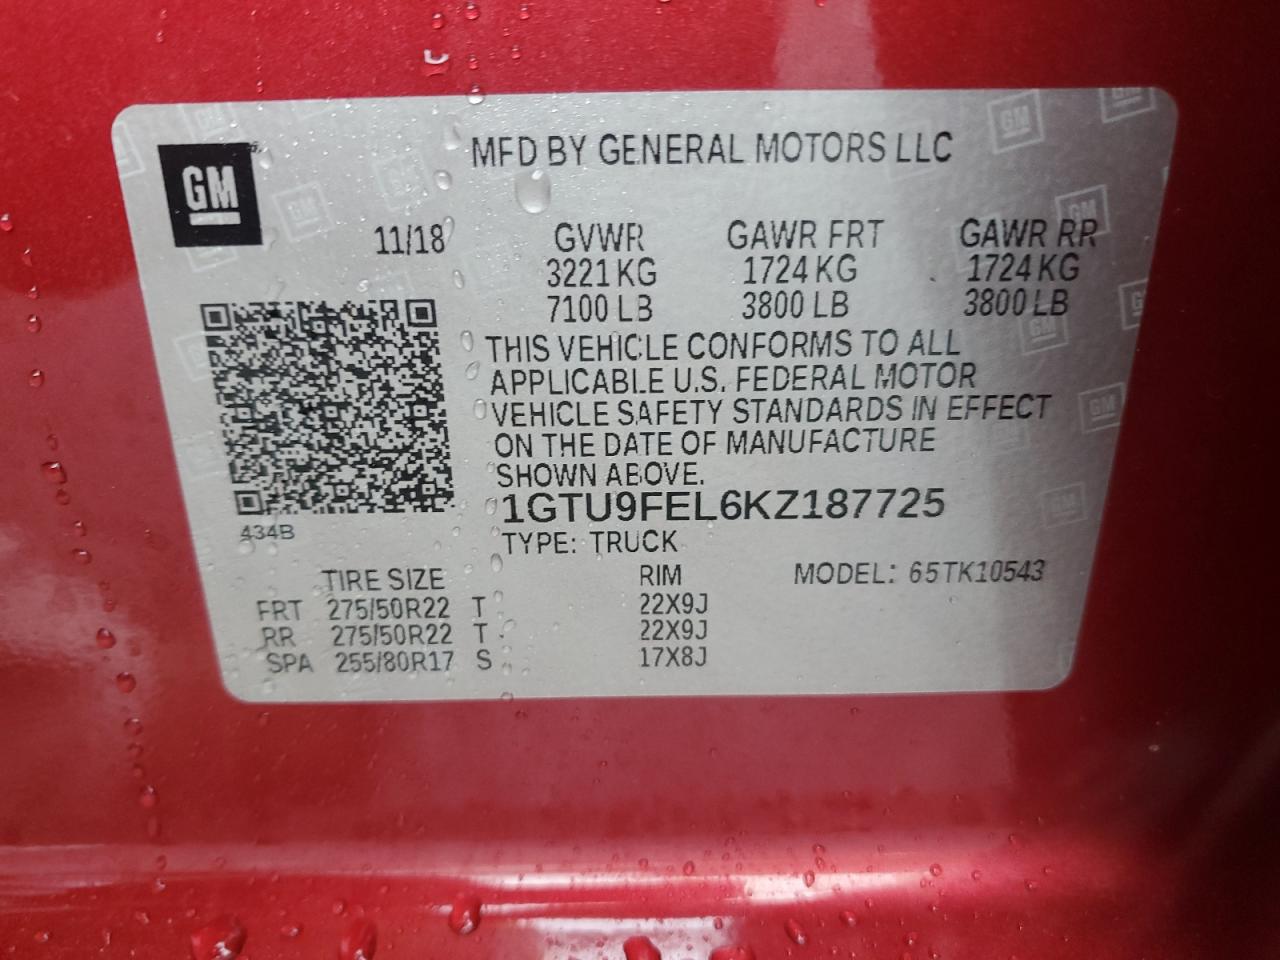 GM
MFD BY GENERAL MOTORS LLC
11/18
GVWR GAWR FRT GAWR RR
3221 KG 1724 KG 1724 KG
7100 LB 3800 LB 3800 LB
THIS VEHICLE CONFORMS TO ALL
APPLICABLE U.S. FEDERAL MOTOR
VEHICLE SAFETY STANDARDS IN EFFECT
ON THE DATE OF MANUFACTURE
SHOWN ABOVE.
1GTU9FEL6KZ187725
434B
TYPE: TRUCK
TIRE SIZE RIM MODEL: 65TK10543
FRT 275/50R22 T 22X9J
RR 275/50R22 T 22X9J
SPA 255/80R17 S 17X8J